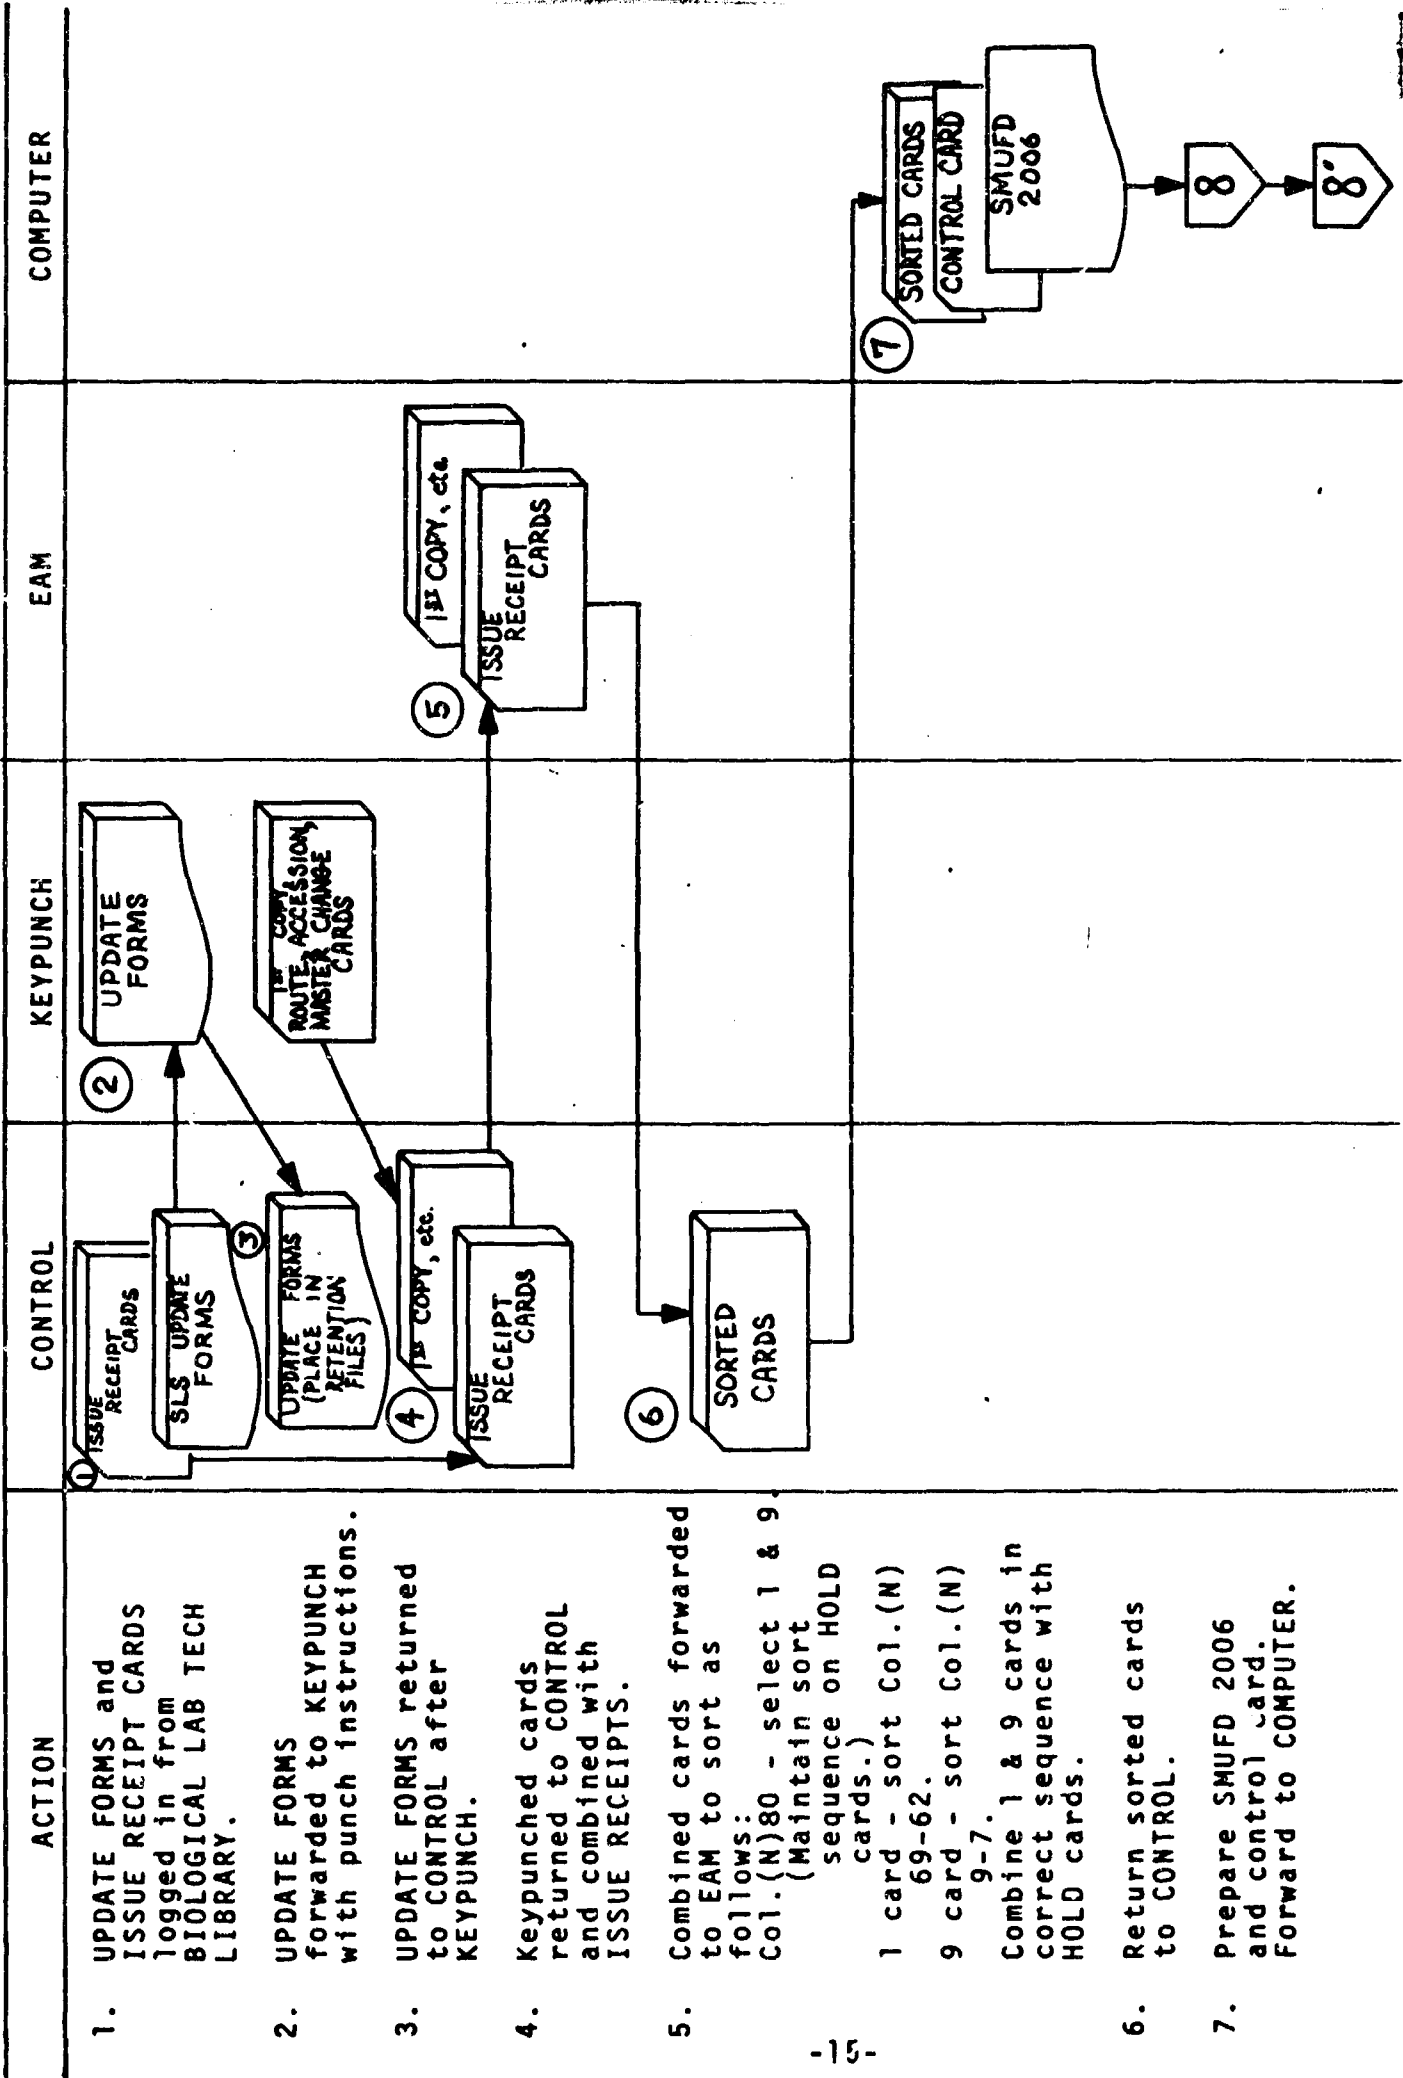 ACTION
CONTROL
KEYPUNCH
EAM
COMPUTER
1. UPDATE FORMS and
ISSUE RECEIPT CARDS
logged in from
BIOLOGICAL LAB TECH
LIBRARY.
2. UPDATE FORMS
forwarded to KEYPUNCH
with punch instructions.
3. UPDATE FORMS returned
to CONTROL after
KEYPUNCH.
4. Keypunched cards
returned to CONTROL
and combined with
ISSUE RECEIPTS.
5. Combined cards forwarded
to EAM to sort as
follows:
Col.(N)80 - select 1 & 9
(Maintain sort
sequence on HOLD
cards.)
1 card - sort Col.(N)
69-62.
9 card - sort Col.(N)
9-7.
Combine 1 & 9 cards in
correct sequence with
HOLD cards.
6. Return sorted cards
to CONTROL.
7. Prepare SMUFD 2006
and control card.
Forward to COMPUTER.
1
ISSUE
RECEIPT
CARDS
SLS UPDATE
FORMS
2
UPDATE
FORMS
3
UPDATE FORMS
(PLACE IN
RETENTION
FILES)
1ST COPY,
ROUTE, ACCESSION,
MASTER CHANGE
CARDS
4
1ST COPY, etc.
ISSUE
RECEIPT
CARDS
5
1ST COPY, etc.
ISSUE
RECEIPT
CARDS
6
SORTED
CARDS
7
SORTED CARDS
CONTROL CARD
SMUFD
2006
8
8'
-15-